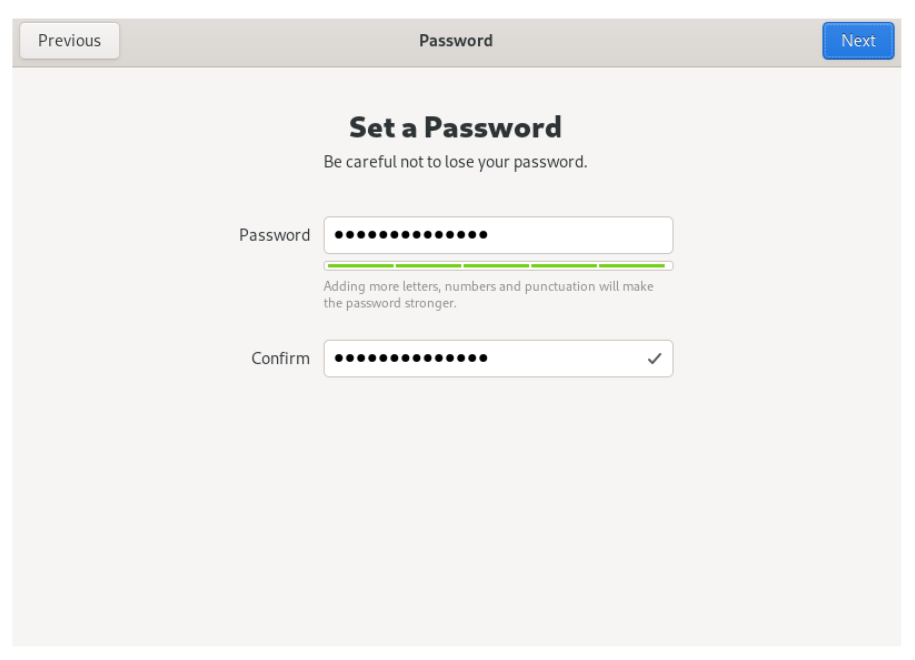 Previous
Password
Next
Set a Password
Be careful not to lose your password.
Password
●●●●●●●●●●●●●●
Adding more letters, numbers and punctuation will make
the password stronger.
Confirm
●●●●●●●●●●●●●●